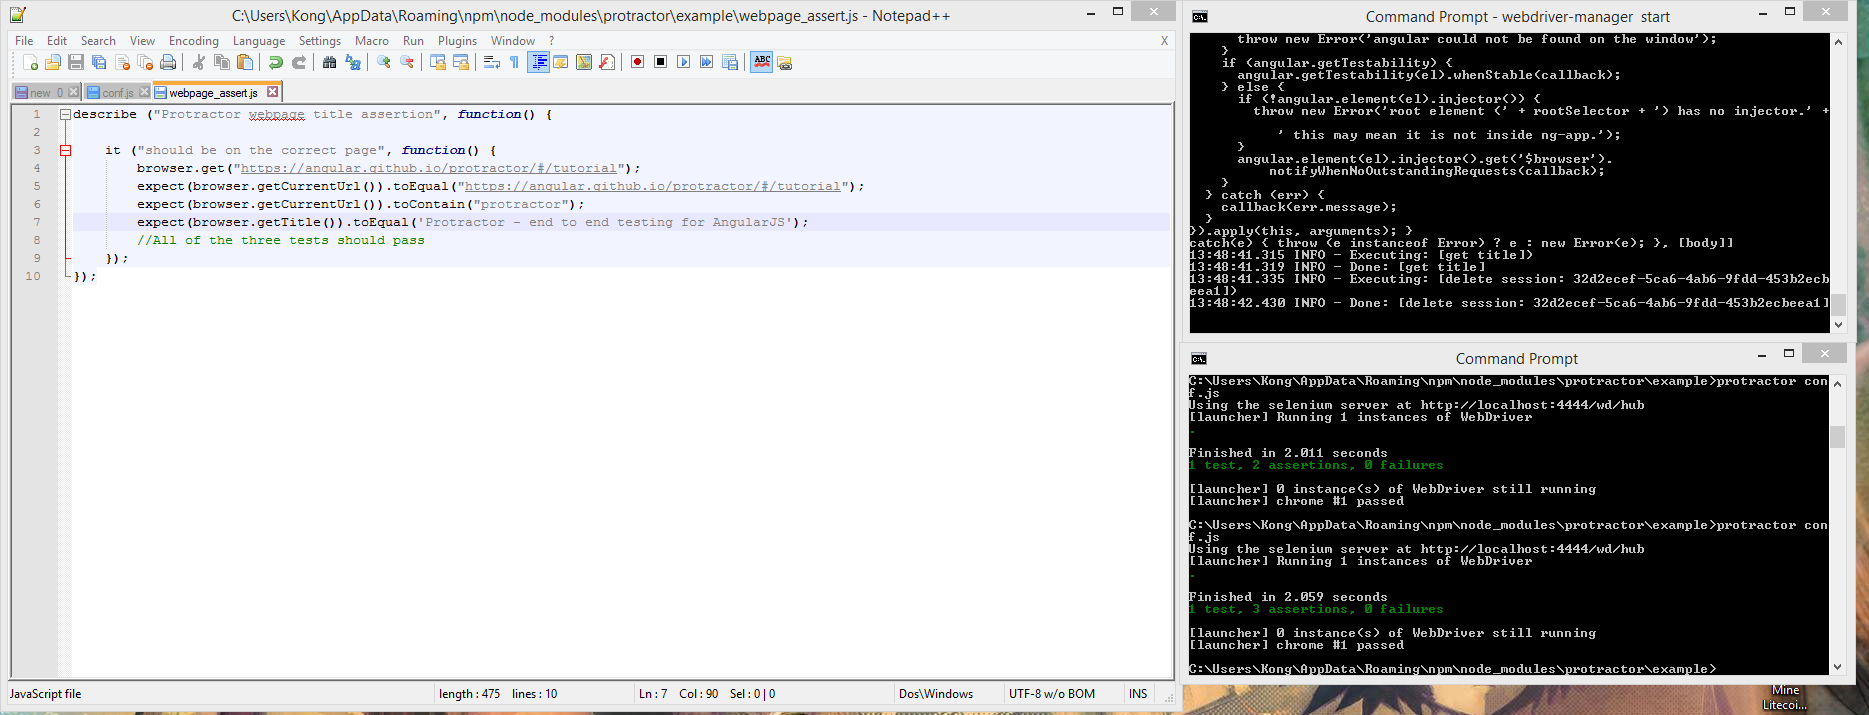 C:\Users\Kong\AppData\Roaming\npm\node_modules\protractor\example\webpage_assert.js - Notepad++
File Edit Search View Encoding Language Settings Macro Run Plugins Window ? X
new 0 conf.js webpage_assert.js
1 describe ("Protractor webpage title assertion", function() {
2
3 it ("should be on the correct page", function() {
4 browser.get("https://angular.github.io/protractor/#/tutorial");
5 expect(browser.getCurrentUrl()).toEqual("https://angular.github.io/protractor/#/tutorial");
6 expect(browser.getCurrentUrl()).toContain("protractor");
7 expect(browser.getTitle()).toEqual('Protractor - end to end testing for AngularJS');
8 //All of the three tests should pass
9 });
10 });
JavaScript file length : 475 lines : 10 Ln : 7 Col : 90 Sel : 0 | 0 Dos\Windows UTF-8 w/o BOM INS
Command Prompt - webdriver-manager start
throw new Error('angular could not be found on the window');
}
if (angular.getTestability) {
angular.getTestability(el).whenStable(callback);
} else {
if (!angular.element(el).injector()) {
throw new Error('root element (' + rootSelector + ') has no injector.' +
' this may mean it is not inside ng-app.');
}
angular.element(el).injector().get('$browser').
notifyWhenNoOutstandingRequests(callback);
}
} catch (err) {
callback(err.message);
}
}).apply(this, arguments); }
catch(e) { throw (e instanceof Error) ? e : new Error(e); }, [body]]
13:48:41.315 INFO - Executing: [get title])
13:48:41.319 INFO - Done: [get title]
13:48:41.335 INFO - Executing: [delete session: 32d2ecef-5ca6-4ab6-9fdd-453b2ecb
eea1])
13:48:42.430 INFO - Done: [delete session: 32d2ecef-5ca6-4ab6-9fdd-453b2ecbeea1]
Command Prompt
C:\Users\Kong\AppData\Roaming\npm\node_modules\protractor\example>protractor con
f.js
Using the selenium server at http://localhost:4444/wd/hub
[launcher] Running 1 instances of WebDriver
.
Finished in 2.011 seconds
1 test, 2 assertions, 0 failures
[launcher] 0 instance(s) of WebDriver still running
[launcher] chrome #1 passed
C:\Users\Kong\AppData\Roaming\npm\node_modules\protractor\example>protractor con
f.js
Using the selenium server at http://localhost:4444/wd/hub
[launcher] Running 1 instances of WebDriver
.
Finished in 2.059 seconds
1 test, 3 assertions, 0 failures
[launcher] 0 instance(s) of WebDriver still running
[launcher] chrome #1 passed
C:\Users\Kong\AppData\Roaming\npm\node_modules\protractor\example>
Mine
Litecoi...